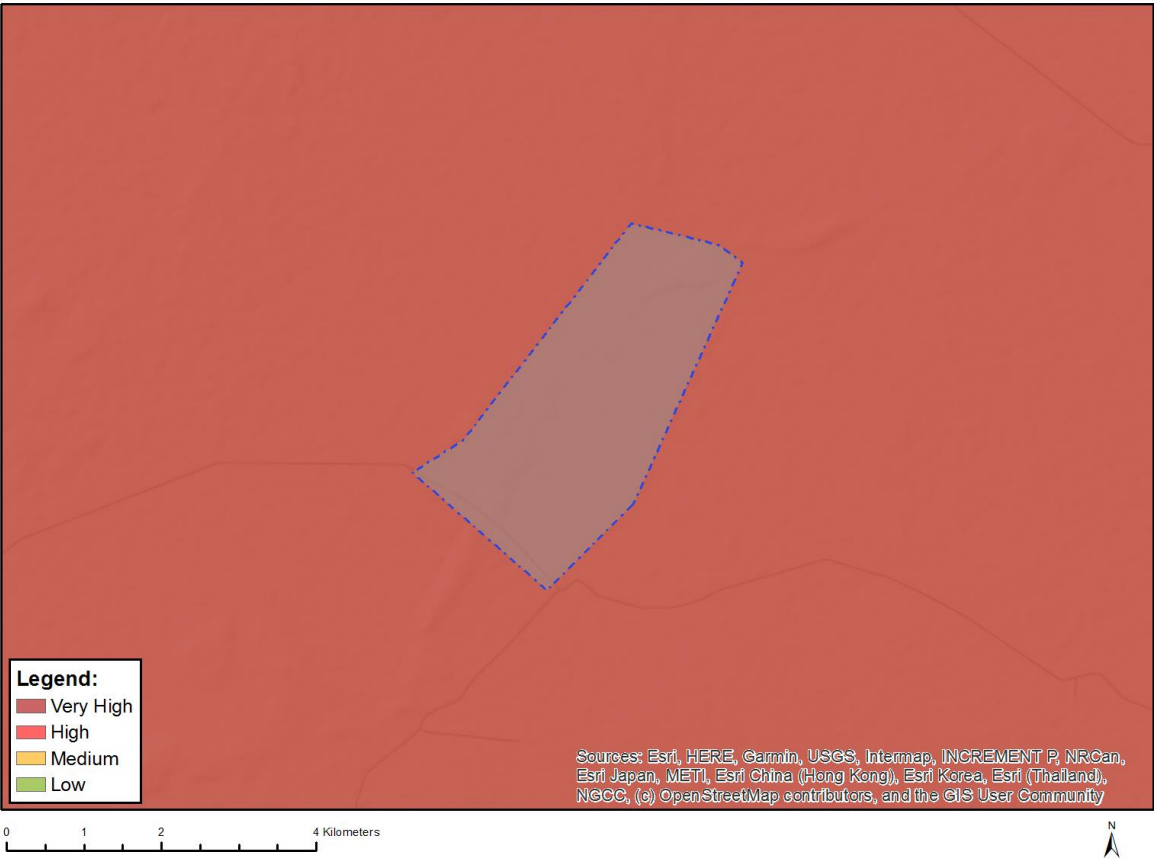 Legend:
Very High
High
Medium
Low
Sources: Esri, HERE, Garmin, USGS, Intermap, INCREMENT P, NRCan,
Esri Japan, METI, Esri China (Hong Kong), Esri Korea, Esri (Thailand),
NGCC, (c) OpenStreetMap contributors, and the GIS User Community
0 1 2 4 Kilometers
N